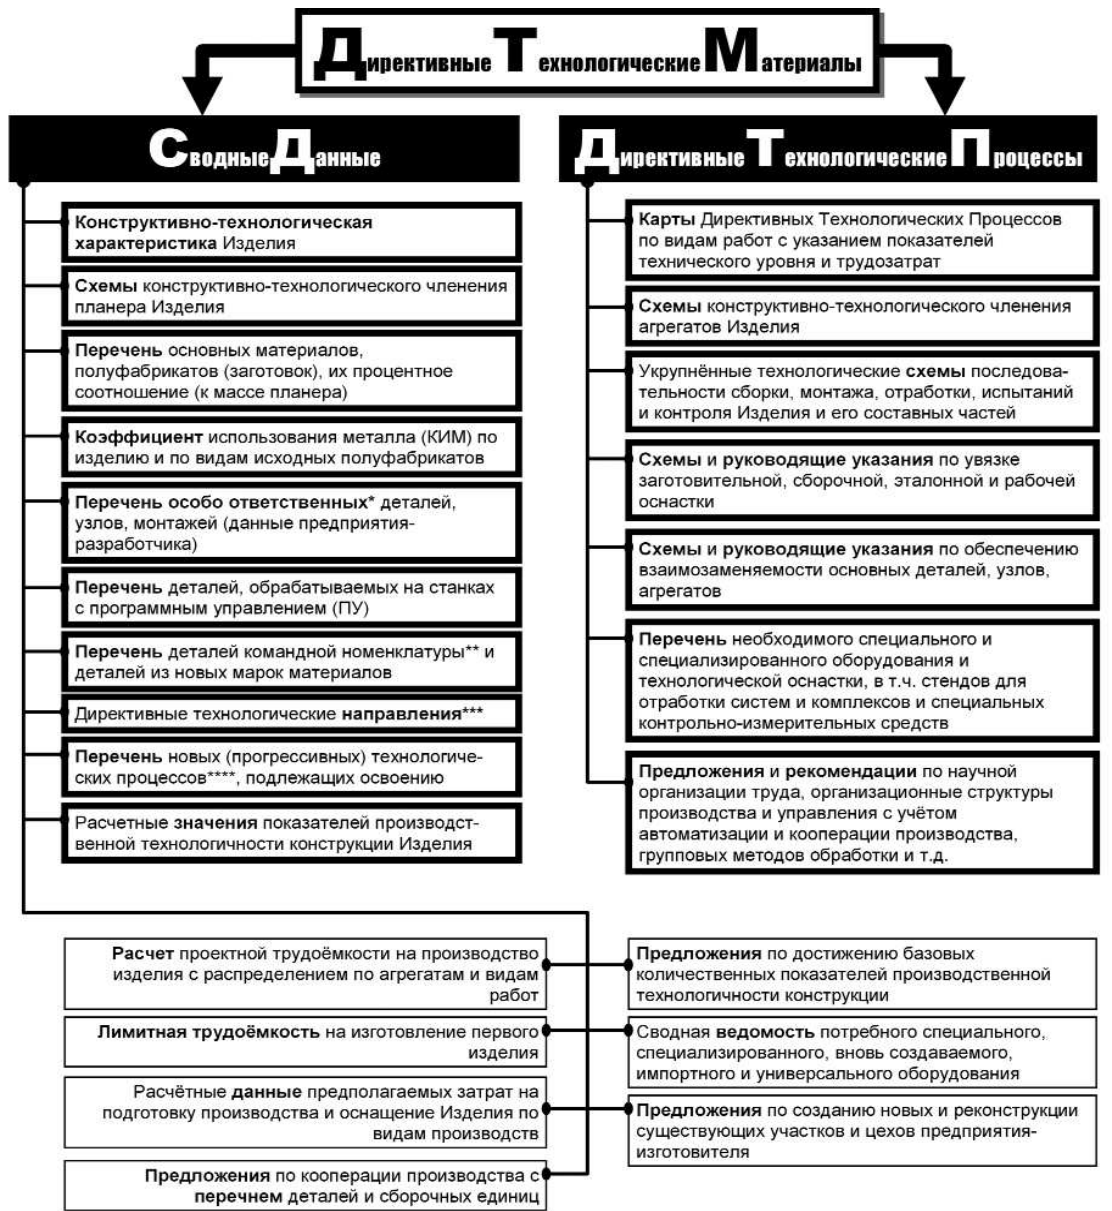 Директивные Технологические Материалы
Сводные Данные
Конструктивно-технологическая
характеристика Изделия
Схемы конструктивно-технологического членения
планера Изделия
Перечень основных материалов,
полуфабрикатов (заготовок), их процентное
соотношение (к массе планера)
Коэффициент использования металла (КИМ) по
изделию и по видам исходных полуфабрикатов
Перечень особо ответственных* деталей,
узлов, монтажей (данные предприятия-
разработчика)
Перечень деталей, обрабатываемых на станках
с программным управлением (ПУ)
Перечень деталей командной номенклатуры** и
деталей из новых марок материалов
Директивные технологические направления***
Перечень новых (прогрессивных) технологиче-
ских процессов****, подлежащих освоению
Расчетные значения показателей производст-
венной технологичности конструкции Изделия
Директивные Технологические Процессы
Карты Директивных Технологических Процессов
по видам работ с указанием показателей
технического уровня и трудозатрат
Схемы конструктивно-технологического членения
агрегатов Изделия
Укрупнённые технологические схемы последова-
тельности сборки, монтажа, отработки, испытаний
и контроля Изделия и его составных частей
Схемы и руководящие указания по увязке
заготовительной, сборочной, эталонной и рабочей
оснастки
Схемы и руководящие указания по обеспечению
взаимозаменяемости основных деталей, узлов,
агрегатов
Перечень необходимого специального и
специализированного оборудования и
технологической оснастки, в т.ч. стендов для
отработки систем и комплексов и специальных
контрольно-измерительных средств
Предложения и рекомендации по научной
организации труда, организационные структуры
производства и управления с учётом
автоматизации и кооперации производства,
групповых методов обработки и т.д.
Расчет проектной трудоёмкости на производство
изделия с распределением по агрегатам и видам
работ
Лимитная трудоёмкость на изготовление первого
изделия
Расчётные данные предполагаемых затрат на
подготовку производства и оснащение Изделия по
видам производств
Предложения по кооперации производства с
перечнем деталей и сборочных единиц
Предложения по достижению базовых
количественных показателей производственной
технологичности конструкции
Сводная ведомость потребного специального,
специализированного, вновь создаваемого,
импортного и универсального оборудования
Предложения по созданию новых и реконструкции
существующих участков и цехов предприятия-
изготовителя